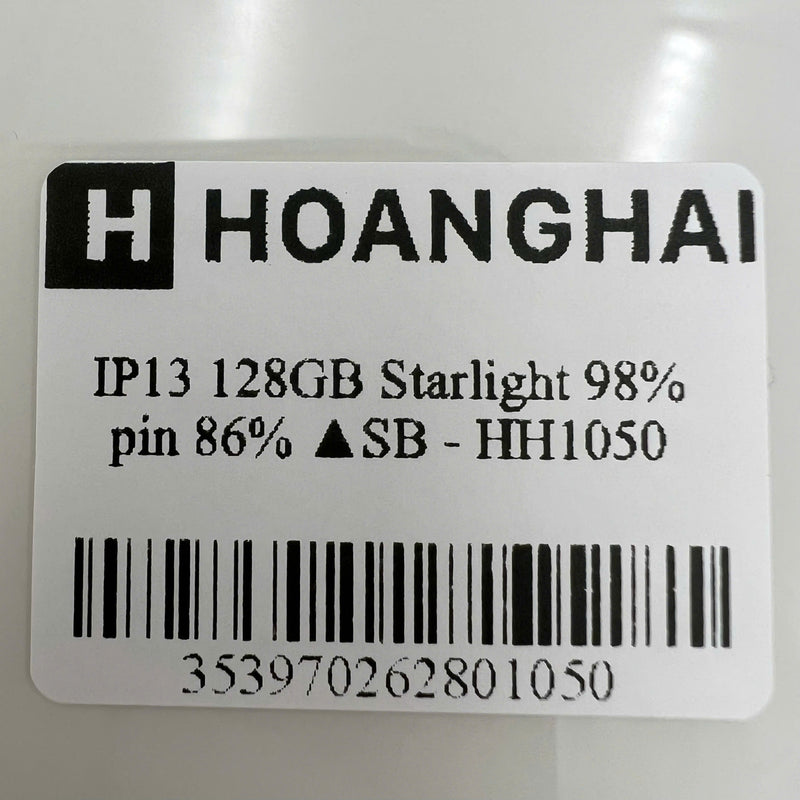 H HOANGHAI
IP13 128GB Starlight 98%
pin 86% ▲SB - HH1050
353970262801050